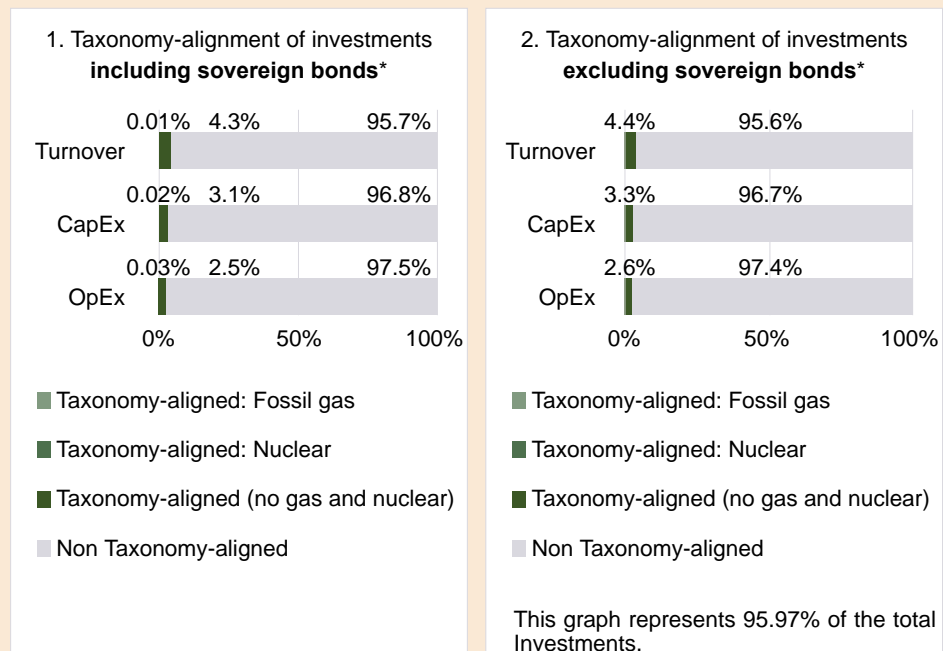 1. Taxonomy-alignment of investments
including sovereign bonds*
0.01% 4.3% 95.7%
Turnover
0.02% 3.1% 96.8%
CapEx
0.03% 2.5% 97.5%
OpEx
0% 50% 100%
Taxonomy-aligned: Fossil gas
Taxonomy-aligned: Nuclear
Taxonomy-aligned (no gas and nuclear)
Non Taxonomy-aligned
2. Taxonomy-alignment of investments
excluding sovereign bonds*
4.4% 95.6%
Turnover
3.3% 96.7%
CapEx
2.6% 97.4%
OpEx
0% 50% 100%
Taxonomy-aligned: Fossil gas
Taxonomy-aligned: Nuclear
Taxonomy-aligned (no gas and nuclear)
Non Taxonomy-aligned
This graph represents 95.97% of the total
Investments.